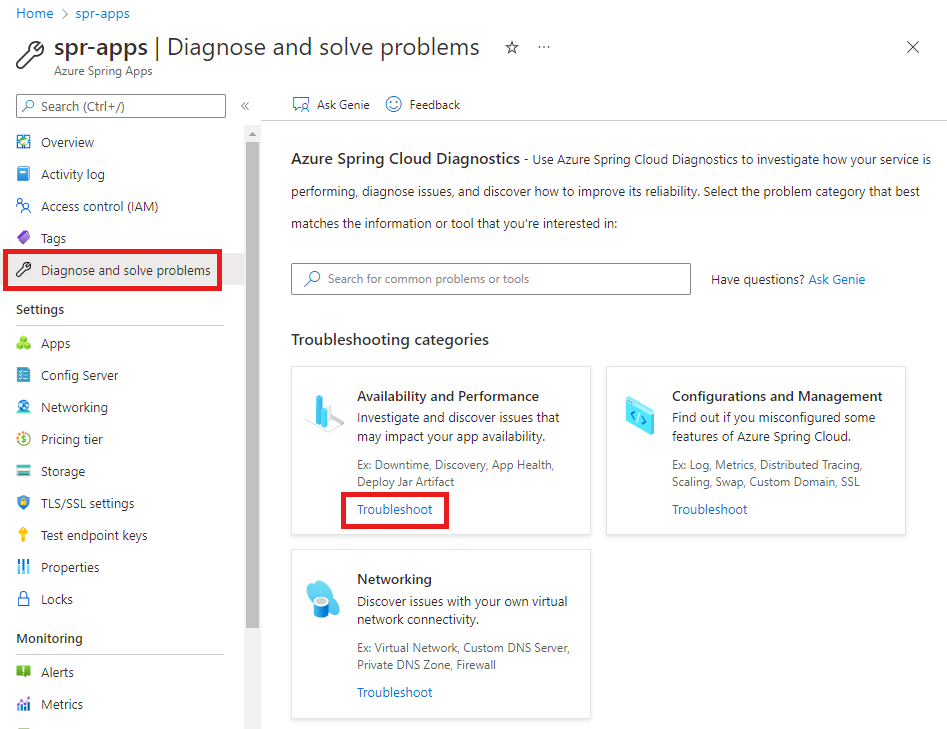 Home > spr-apps
spr-apps | Diagnose and solve problems
Azure Spring Apps
Search (Ctrl+/)
«
Overview
Activity log
Access control (IAM)
Tags
Diagnose and solve problems
Settings
Apps
Config Server
Networking
Pricing tier
Storage
TLS/SSL settings
Test endpoint keys
Properties
Locks
Monitoring
Alerts
Metrics
Ask Genie
Feedback
Azure Spring Cloud Diagnostics - Use Azure Spring Cloud Diagnostics to investigate how your service is
performing, diagnose issues, and discover how to improve its reliability. Select the problem category that best
matches the information or tool that you're interested in:
Search for common problems or tools
Have questions? Ask Genie
Troubleshooting categories
Availability and Performance
Investigate and discover issues that
may impact your app availability.
Ex: Downtime, Discovery, App Health,
Deploy Jar Artifact
Troubleshoot
Configurations and Management
Find out if you misconfigured some
features of Azure Spring Cloud.
Ex: Log, Metrics, Distributed Tracing,
Scaling, Swap, Custom Domain, SSL
Troubleshoot
Networking
Discover issues with your own virtual
network connectivity.
Ex: Virtual Network, Custom DNS Server,
Private DNS Zone, Firewall
Troubleshoot